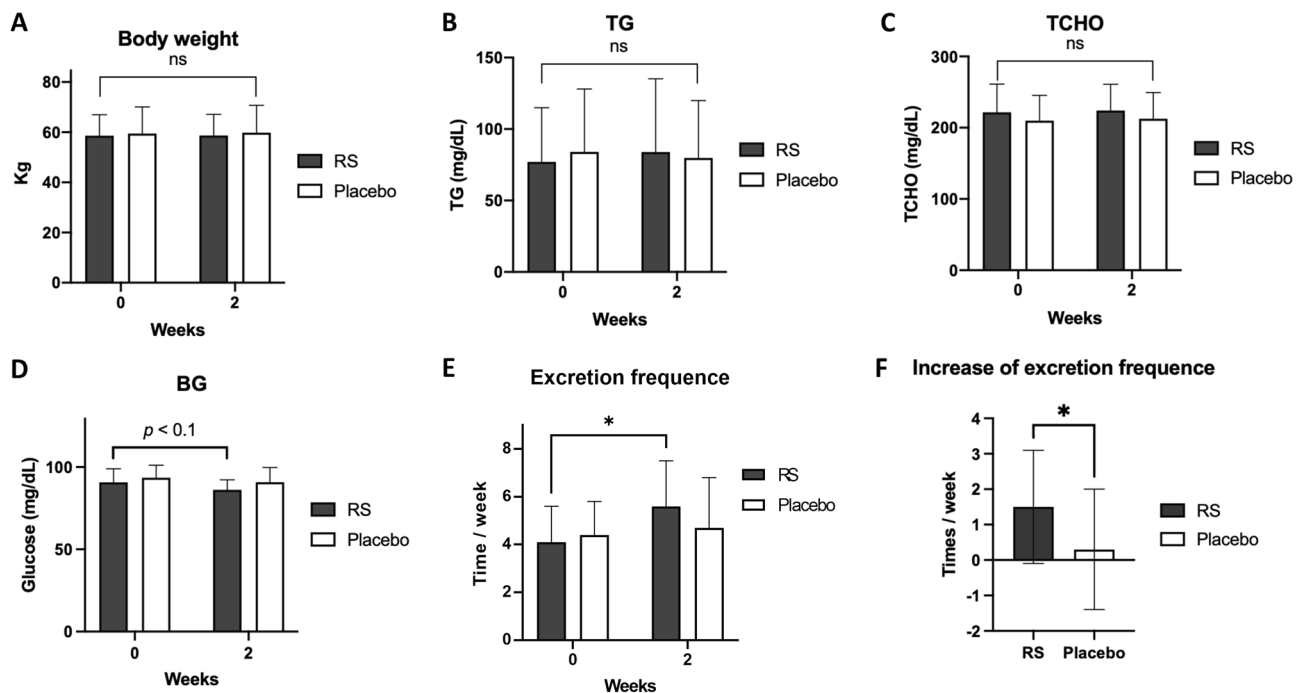 A
Body weight
ns
80
60
40
20
0
Kg
0 2
Weeks
RS
Placebo
B
TG
ns
150
100
50
0
TG (mg/dL)
0 2
Weeks
RS
Placebo
C
TCHO
ns
300
200
100
0
TCHO (mg/dL)
0 2
Weeks
RS
Placebo
D
BG
p < 0.1
100
50
0
Glucose (mg/dL)
0 2
Weeks
RS
Placebo
E
Excretion frequence
*
8
6
4
2
0
Time / week
0 2
Weeks
RS
Placebo
F
Increase of excretion frequence
*
4
3
2
1
0
-1
-2
Times / week
RS Placebo
RS
Placebo